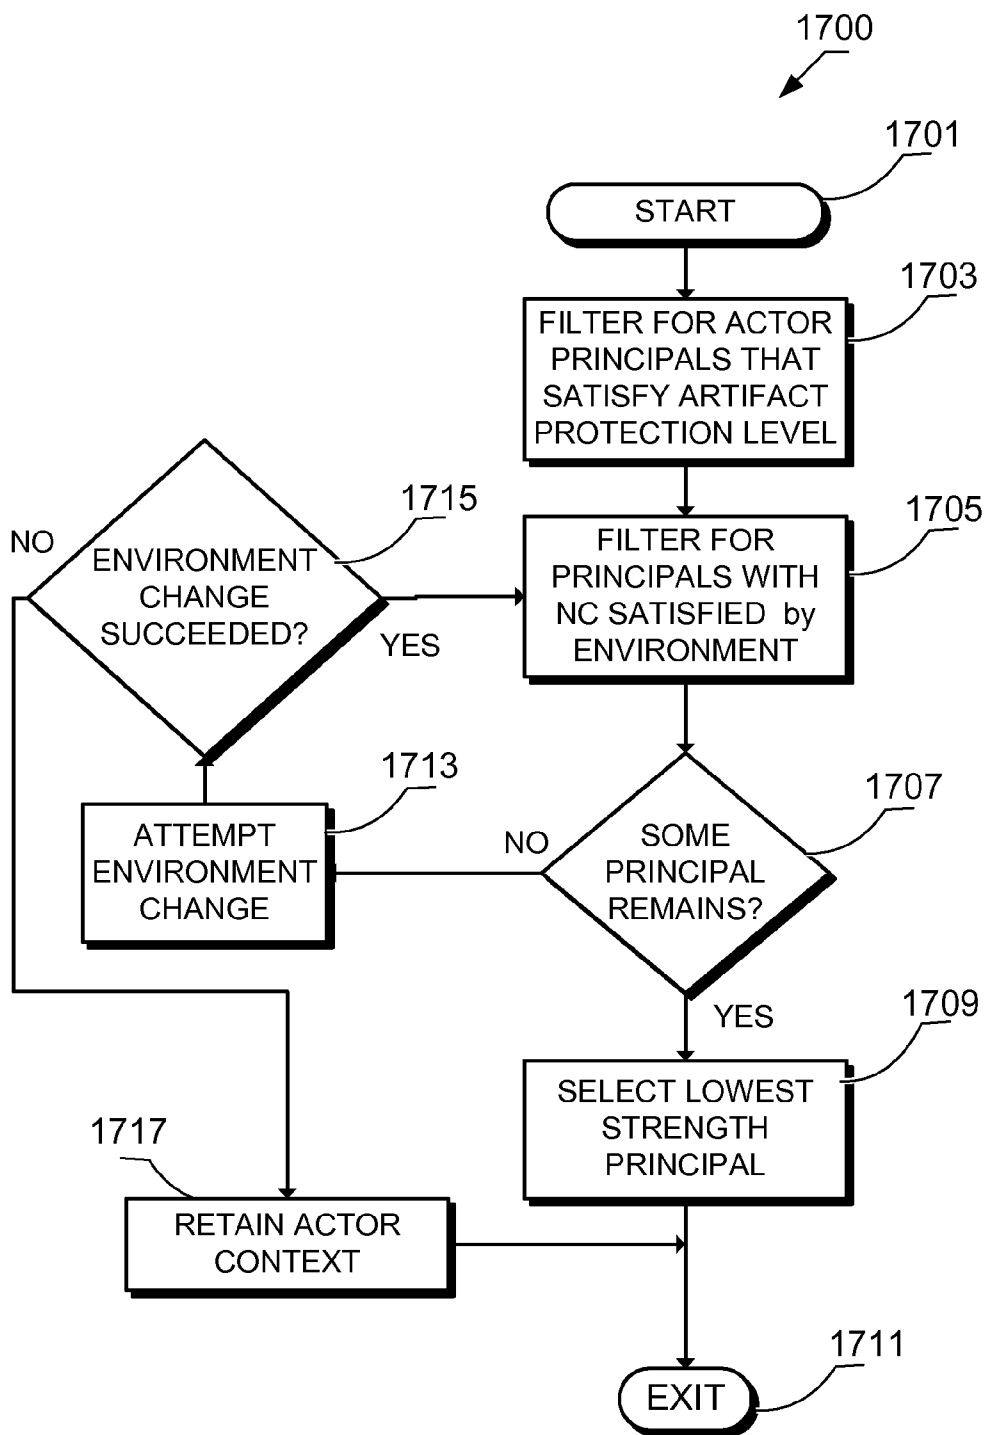 1700
1701
START
1703
FILTER FOR ACTOR
PRINCIPALS THAT
SATISFY ARTIFACT
PROTECTION LEVEL
1705
FILTER FOR
PRINCIPALS WITH
NC SATISFIED by
ENVIRONMENT
1715
NO
ENVIRONMENT
CHANGE
SUCCEEDED?
YES
1713
ATTEMPT
ENVIRONMENT
CHANGE
1707
NO
SOME
PRINCIPAL
REMAINS?
YES
1709
SELECT LOWEST
STRENGTH
PRINCIPAL
1717
RETAIN ACTOR
CONTEXT
1711
EXIT